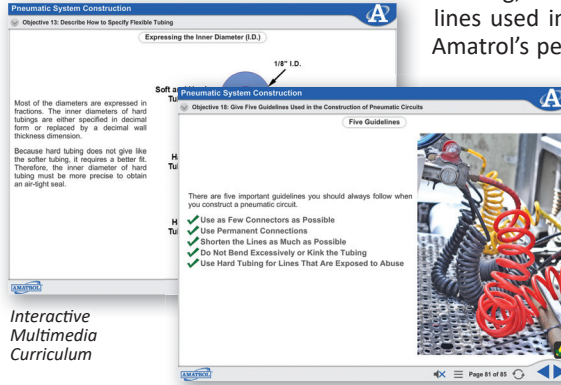 lines used in
Amatrol's pe
Pneumatic System Construction
Objective 13: Describe How to Specify Flexible Tubing
Expressing the Inner Diameter (I.D.)
1/8" I.D.
Most of the diameters are expressed in
fractions. The inner diameters of hard
tubings are either specified in decimal
form or replaced by a decimal wall
thickness dimension.
Because hard tubing does not give like
the softer tubing, it requires a better fit.
Therefore, the inner diameter of hard
tubing must be more precise to obtain
an air-tight seal.
AMATROL
Pneumatic System Construction
Objective 18: Give Five Guidelines Used in the Construction of Pneumatic Circuits
Five Guidelines
There are five important guidelines you should always follow when
you construct a pneumatic circuit.
Use as Few Connectors as Possible
Use Permanent Connections
Shorten the Lines as Much as Possible
Do Not Bend Excessively or Kink the Tubing
Use Hard Tubing for Lines That Are Exposed to Abuse
AMATROL
Page 81 of 85
Interactive
Multimedia
Curriculum